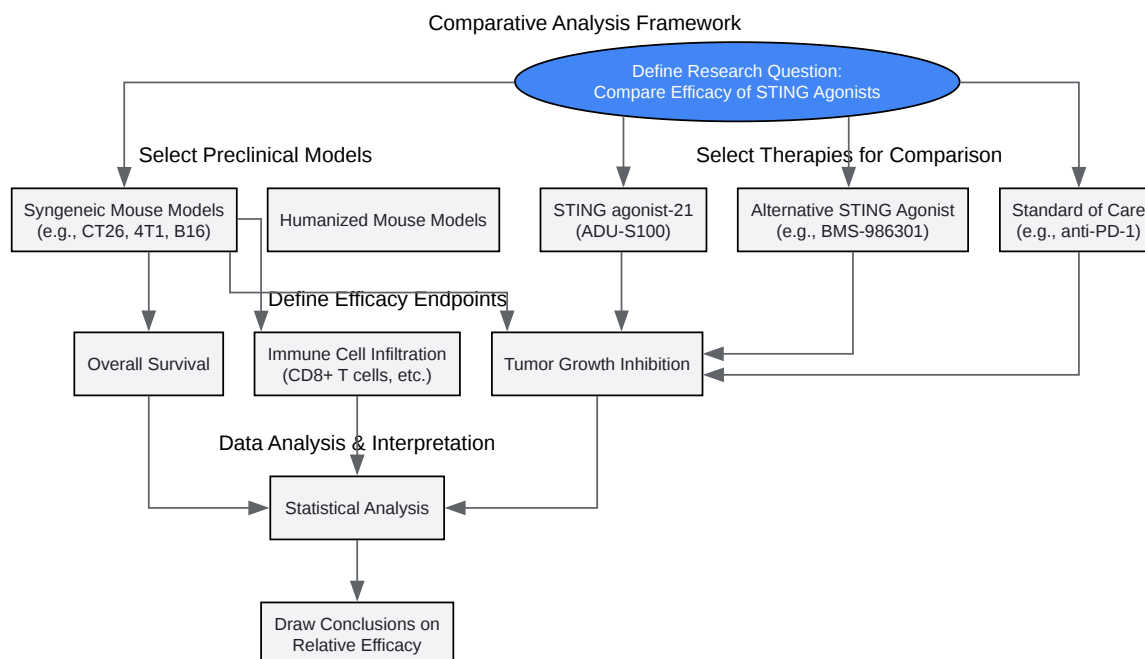 Comparative Analysis Framework
Define Research Question:
Compare Efficacy of STING Agonists
Select Preclinical Models
Select Therapies for Comparison
Syngeneic Mouse Models
(e.g., CT26, 4T1, B16)
Humanized Mouse Models
STING agonist-21
(ADU-S100)
Alternative STING Agonist
(e.g., BMS-986301)
Standard of Care
(e.g., anti-PD-1)
Define Efficacy Endpoints
Overall Survival
Immune Cell Infiltration
(CD8+ T cells, etc.)
Tumor Growth Inhibition
Data Analysis & Interpretation
Statistical Analysis
Draw Conclusions on
Relative Efficacy